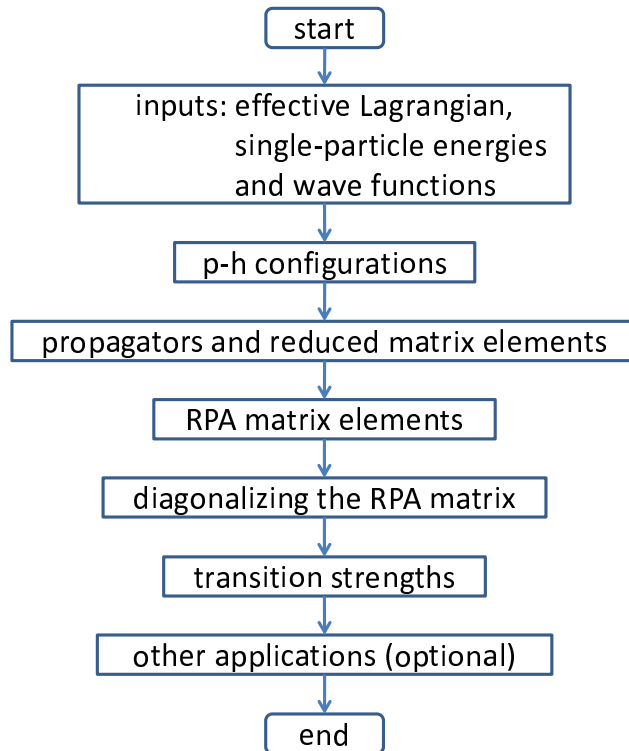 start
inputs: effective Lagrangian,
single-particle energies
and wave functions
p-h configurations
propagators and reduced matrix elements
RPA matrix elements
diagonalizing the RPA matrix
transition strengths
other applications (optional)
end